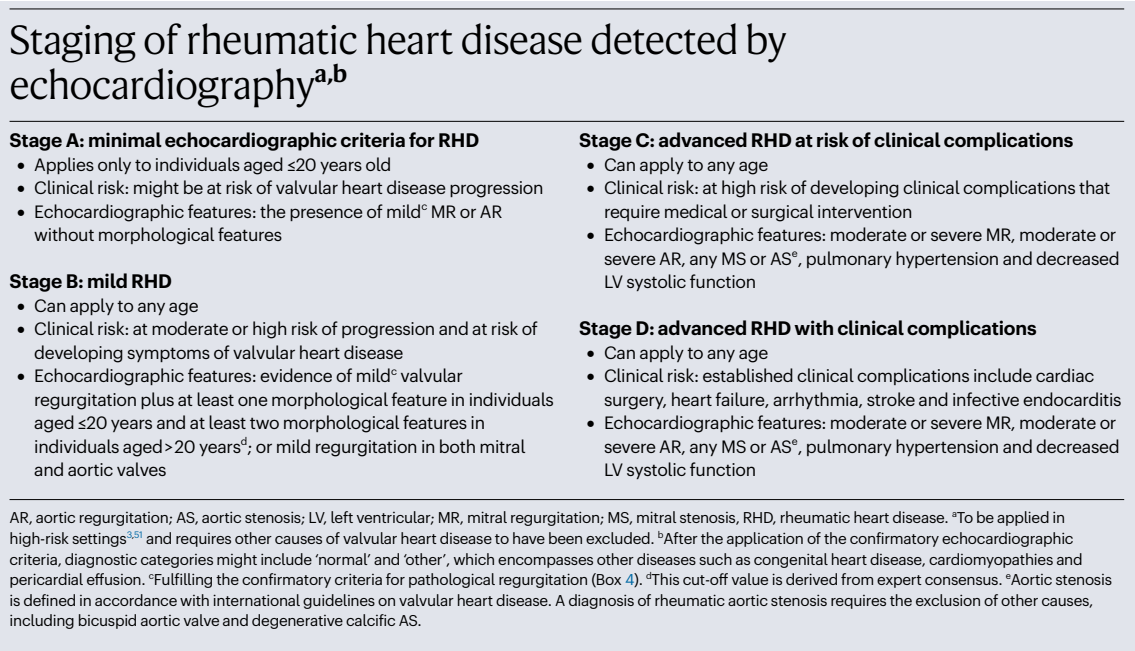 Staging of rheumatic heart disease detected by
echocardiographyᵃ,ᵇ
Stage A: minimal echocardiographic criteria for RHD
• Applies only to individuals aged ≤20 years old
• Clinical risk: might be at risk of valvular heart disease progression
• Echocardiographic features: the presence of mildᶜ MR or AR
without morphological features
Stage B: mild RHD
• Can apply to any age
• Clinical risk: at moderate or high risk of progression and at risk of
developing symptoms of valvular heart disease
• Echocardiographic features: evidence of mildᶜ valvular
regurgitation plus at least one morphological feature in individuals
aged ≤20 years and at least two morphological features in
individuals aged>20 yearsᵈ; or mild regurgitation in both mitral
and aortic valves
Stage C: advanced RHD at risk of clinical complications
• Can apply to any age
• Clinical risk: at high risk of developing clinical complications that
require medical or surgical intervention
• Echocardiographic features: moderate or severe MR, moderate or
severe AR, any MS or ASᵉ, pulmonary hypertension and decreased
LV systolic function
Stage D: advanced RHD with clinical complications
• Can apply to any age
• Clinical risk: established clinical complications include cardiac
surgery, heart failure, arrhythmia, stroke and infective endocarditis
• Echocardiographic features: moderate or severe MR, moderate or
severe AR, any MS or ASᵉ, pulmonary hypertension and decreased
LV systolic function
AR, aortic regurgitation; AS, aortic stenosis; LV, left ventricular; MR, mitral regurgitation; MS, mitral stenosis, RHD, rheumatic heart disease. ᵃTo be applied in
high-risk settings³,⁵¹ and requires other causes of valvular heart disease to have been excluded. ᵇAfter the application of the confirmatory echocardiographic
criteria, diagnostic categories might include ‘normal’ and ‘other’, which encompasses other diseases such as congenital heart disease, cardiomyopathies and
pericardial effusion. ᶜFulfilling the confirmatory criteria for pathological regurgitation (Box 4). ᵈThis cut-off value is derived from expert consensus. ᵉAortic stenosis
is defined in accordance with international guidelines on valvular heart disease. A diagnosis of rheumatic aortic stenosis requires the exclusion of other causes,
including bicuspid aortic valve and degenerative calcific AS.